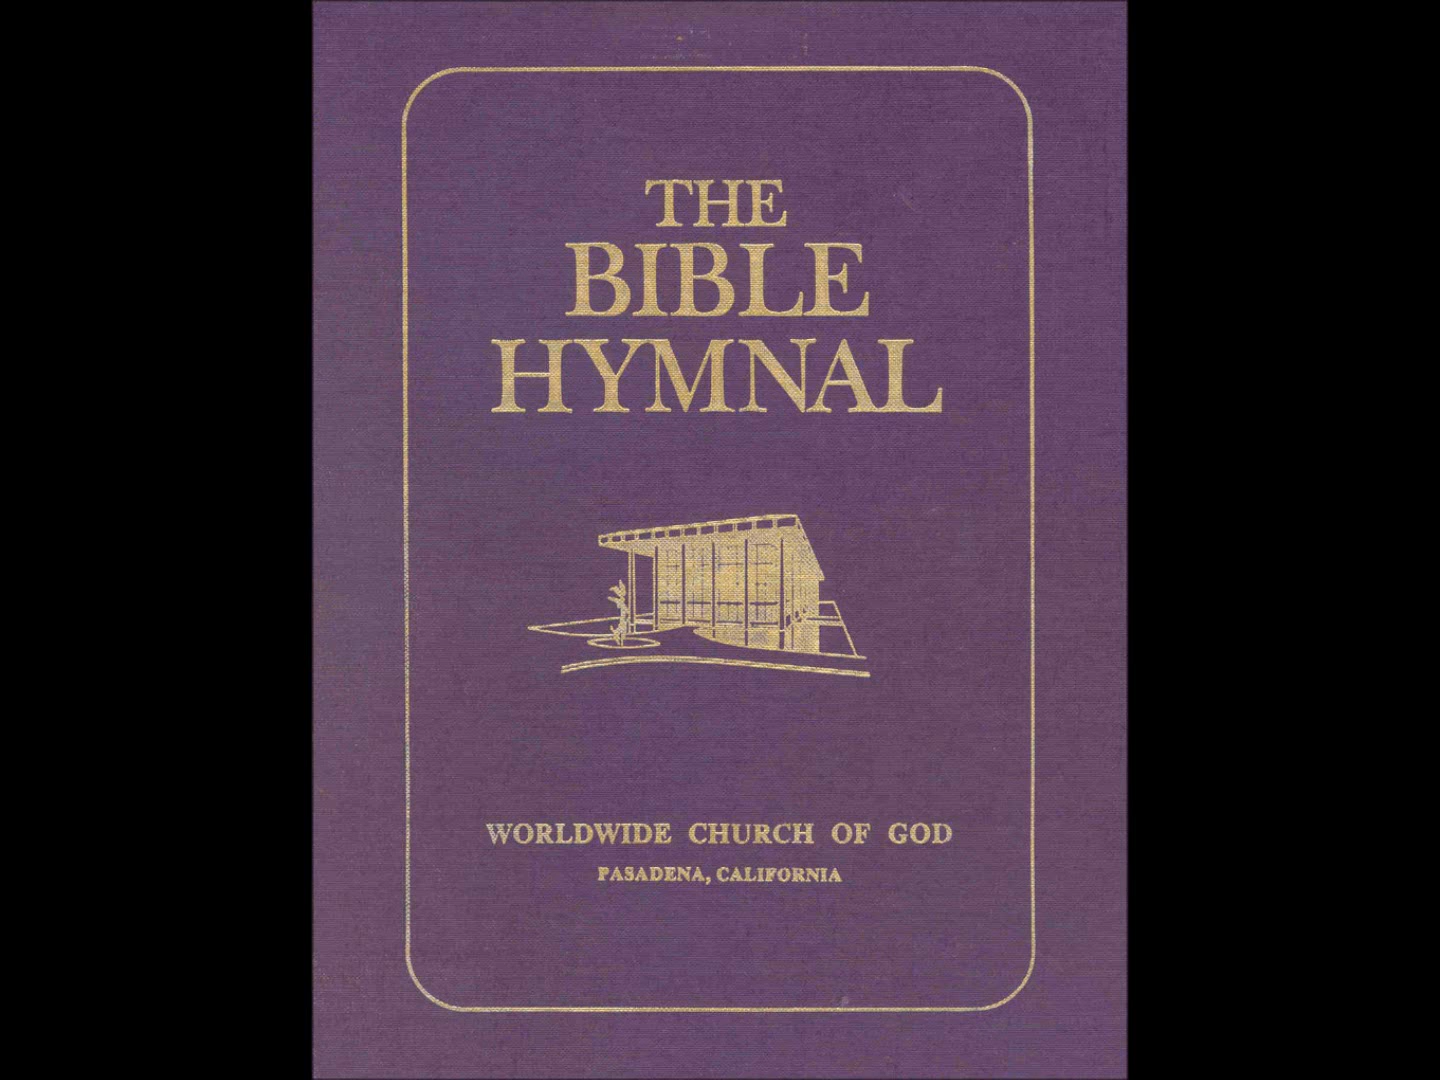 THE
BIBLE
HYMNAL
WORLDWIDE CHURCH OF GOD
PASADENA, CALIFORNIA